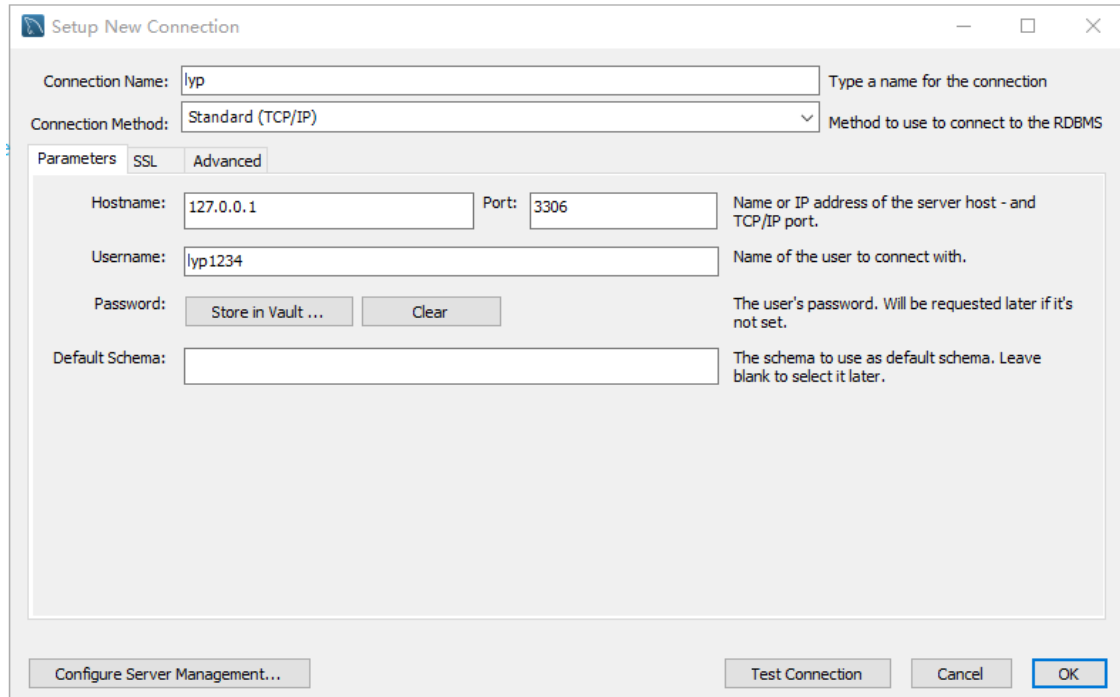 Setup New Connection
Connection Name: lyp Type a name for the connection
Connection Method: Standard (TCP/IP) Method to use to connect to the RDBMS
Parameters SSL Advanced
Hostname: 127.0.0.1 Port: 3306 Name or IP address of the server host - and
TCP/IP port.
Username: lyp1234 Name of the user to connect with.
Password: Store in Vault ... Clear The user's password. Will be requested later if it's
not set.
Default Schema: The schema to use as default schema. Leave
blank to select it later.
Configure Server Management... Test Connection Cancel OK